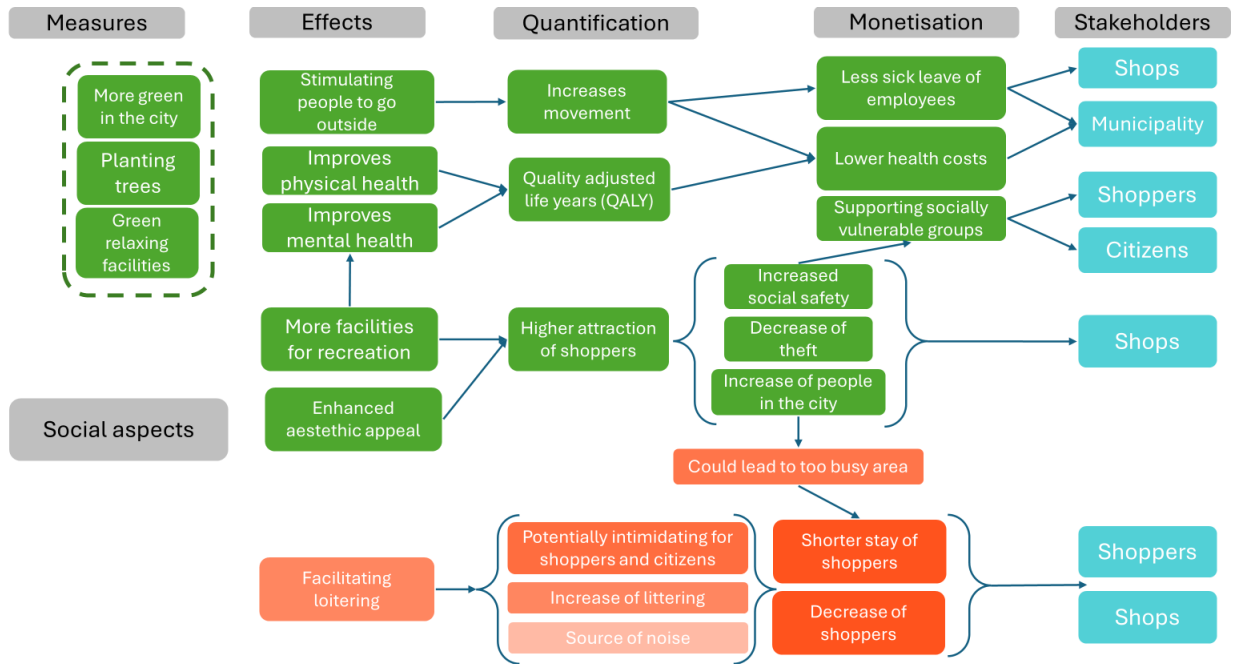 Measures
Effects
Quantification
Monetisation
Stakeholders
More green
in the city
Planting
trees
Green
relaxing
facilities
Stimulating
people to go
outside
Increases
movement
Less sick leave of
employees
Shops
Municipality
Improves
physical health
Improves
mental health
Quality adjusted
life years (QALY)
Lower health costs
Supporting socially
vulnerable groups
Shoppers
Citizens
More facilities
for recreation
Higher attraction
of shoppers
Increased
social safety
Decrease of
theft
Increase of people
in the city
Shops
Enhanced
aestethic appeal
Social aspects
Could lead to too busy area
Facilitating
loitering
Potentially intimidating for
shoppers and citizens
Increase of littering
Source of noise
Shorter stay of
shoppers
Decrease of
shoppers
Shoppers
Shops